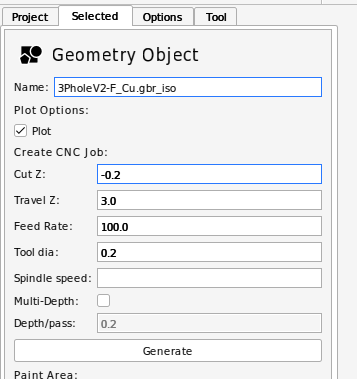 Project Selected Options Tool
Geometry Object
Name: 3PholeV2-F_Cu.gbr_iso
Plot Options:
Plot
Create CNC Job:
Cut Z: -0.2
Travel Z: 3.0
Feed Rate: 100.0
Tool dia: 0.2
Spindle speed:
Multi-Depth:
Depth/pass: 0.2
Generate
Paint Area: